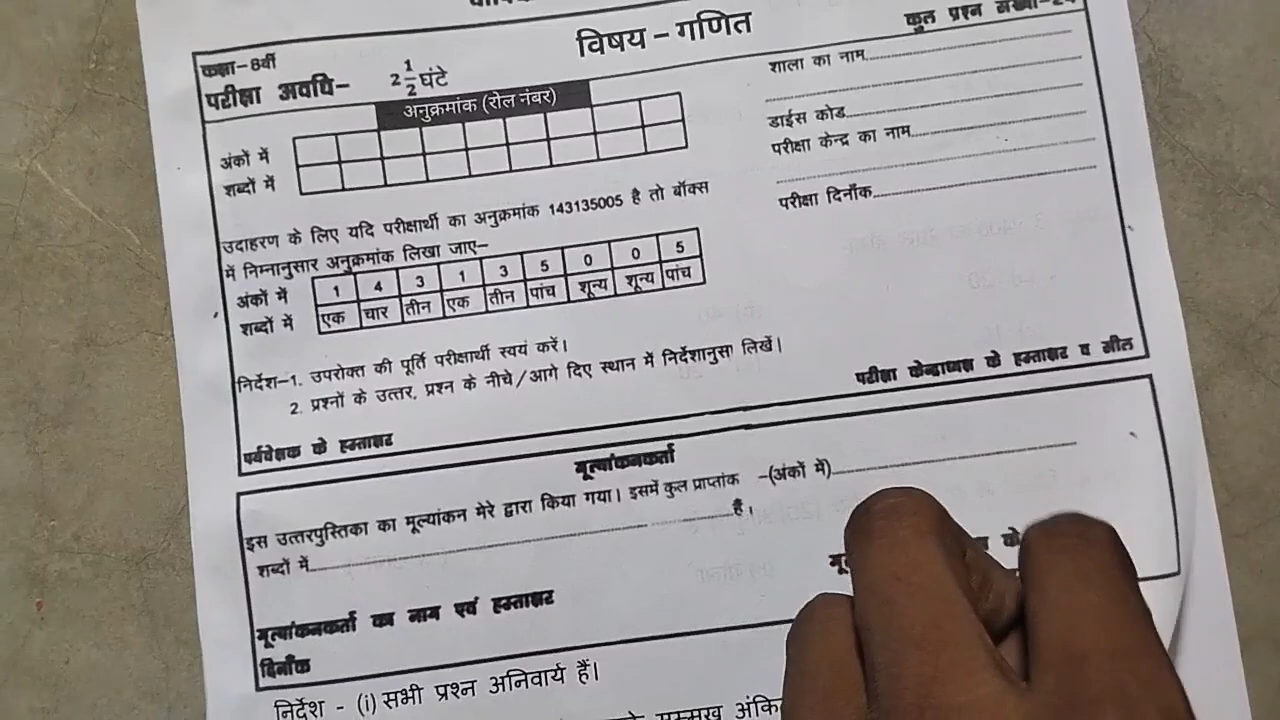 विषय – गणित
कुल प्रश्न संख्या-24
कक्षा-8वीं
परीक्षा अवधि- 2 1/2 घंटे
अनुक्रमांक (रोल नंबर)
अंकों में
शब्दों में
शाला का नाम
डाईस कोड
परीक्षा केन्द्र का नाम
परीक्षा दिनाँक
उदाहरण के लिए यदि परीक्षार्थी का अनुक्रमांक 143135005 है तो बॉक्स
में निम्नानुसार अनुक्रमांक लिखा जाए–
अंकों में 1 4 3 1 3 5 0 0 5
शब्दों में एक चार तीन एक तीन पांच शून्य शून्य पांच
निर्देश–1. उपरोक्त की पूर्ति परीक्षार्थी स्वयं करें।
2. प्रश्नों के उत्तर, प्रश्न के नीचे/आगे दिए स्थान में निर्देशानुसा लिखें।
पर्यवेक्षक के हस्ताक्षर
परीक्षा केन्द्राध्यक्ष के हस्ताक्षर व सील
मूल्यांकनकर्ता
इस उत्तरपुस्तिका का मूल्यांकन मेरे द्वारा किया गया। इसमें कुल प्राप्तांक –(अंकों में)
शब्दों में है।
मूल्यांकनकर्ता का नाम एवं हस्ताक्षर
दिनाँक
निर्देश - (i) सभी प्रश्न अनिवार्य हैं।